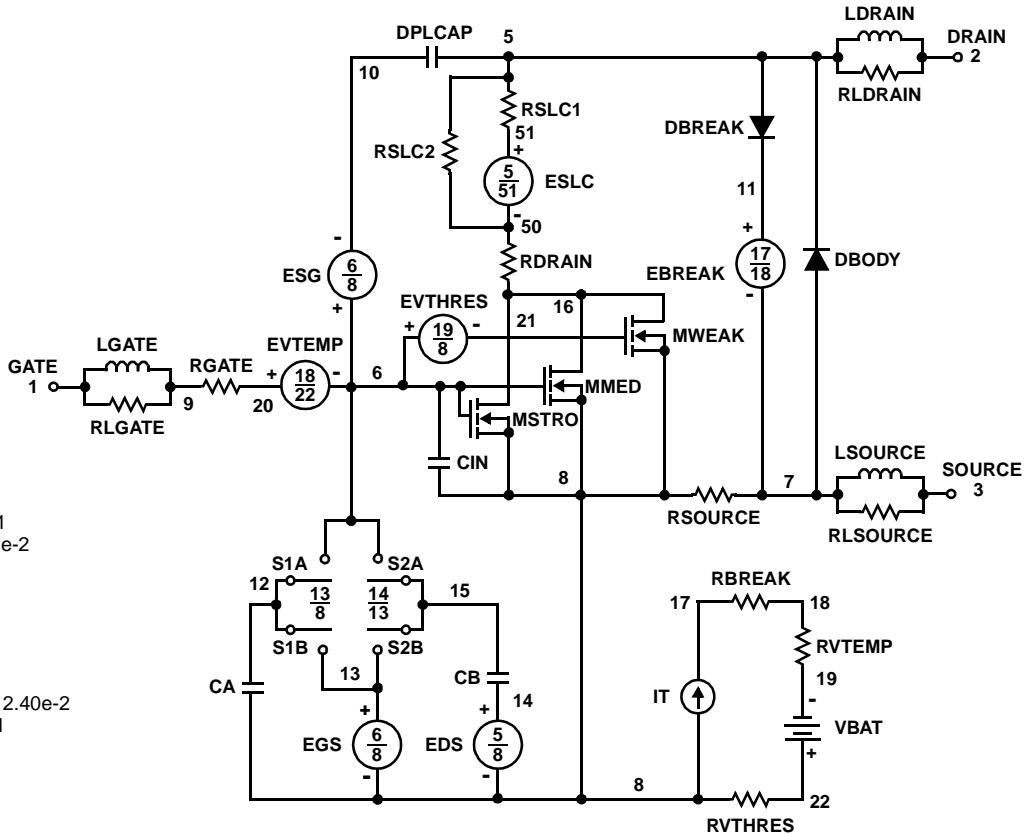 LDRAIN
DPLCAP
5
DRAIN
2
10
RLDRAIN
RSLC1
51
+
DBREAK
RSLC2
5
51
ESLC
11
-
50
-
+
RDRAIN
17
18
DBODY
6
8
ESG
EBREAK
EVTHRES
16
-
+
+
19
8
-
21
MWEAK
LGATE
EVTEMP
GATE
1
RGATE
+
18
22
-
6
MMED
9
20
RLGATE
MSTRO
LSOURCE
CIN
8
7
SOURCE
3
RSOURCE
RLSOURCE
e-2
S1A
S2A
12
13
8
14
13
15
RBREAK
17
18
S1B
S2B
RVTEMP
13
CB
19
CA
14
IT
-
2.40e-2
+
+
VBAT
EGS
6
8
EDS
5
8
+
-
-
8
22
RVTHRES